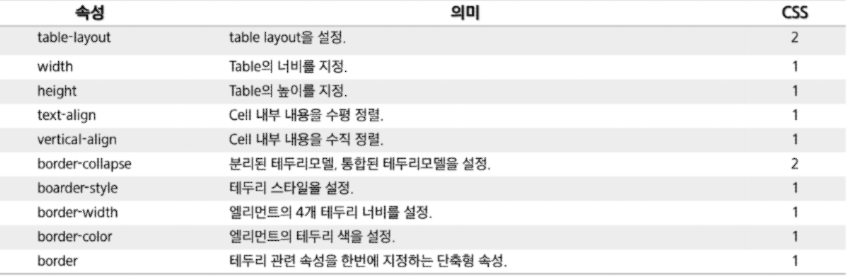 속성 의미 CSS
table-layout table layout을 설정. 2
width Table의 너비를 지정. 1
height Table의 높이를 지정. 1
text-align Cell 내부 내용을 수평 정렬. 1
vertical-align Cell 내부 내용을 수직 정렬. 1
border-collapse 분리된 테두리모델, 통합된 테두리모델을 설정. 2
boarder-style 테두리 스타일을 설정. 1
border-width 엘리먼트의 4개 테두리 너비를 설정. 1
border-color 엘리먼트의 테두리 색을 설정. 1
border 테두리 관련 속성을 한번에 지정하는 단축형 속성. 1